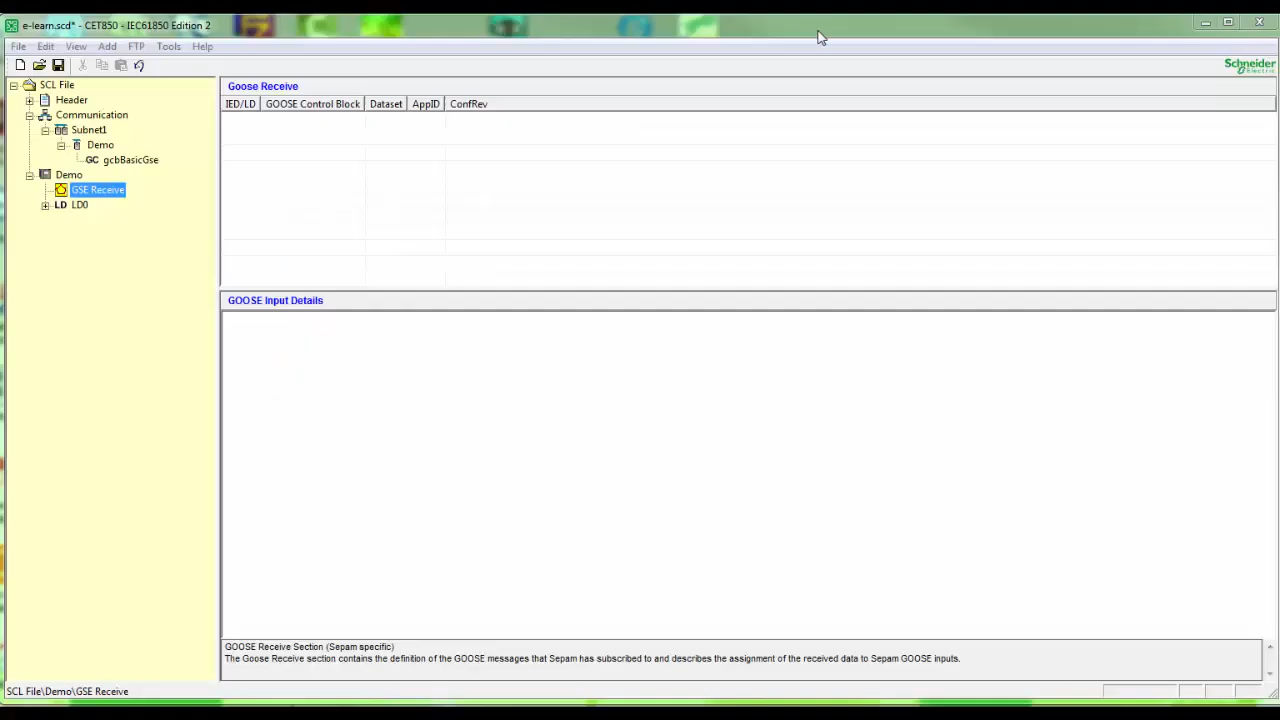 e-learn.scd* - CET850 - IEC61850 Edition 2
File Edit View Add FTP Tools Help
Schneider
Electric
SCL File
Header
Communication
Subnet1
Demo
GC gcbBasicGse
Demo
GSE Receive
LD LD0
Goose Receive
IED/LD GOOSE Control Block Dataset AppID ConfRev
GOOSE Input Details
GOOSE Receive Section (Sepam specific)
The Goose Receive section contains the definition of the GOOSE messages that Sepam has subscribed to and describes the assignment of the received data to Sepam GOOSE inputs.
SCL File\Demo\GSE Receive